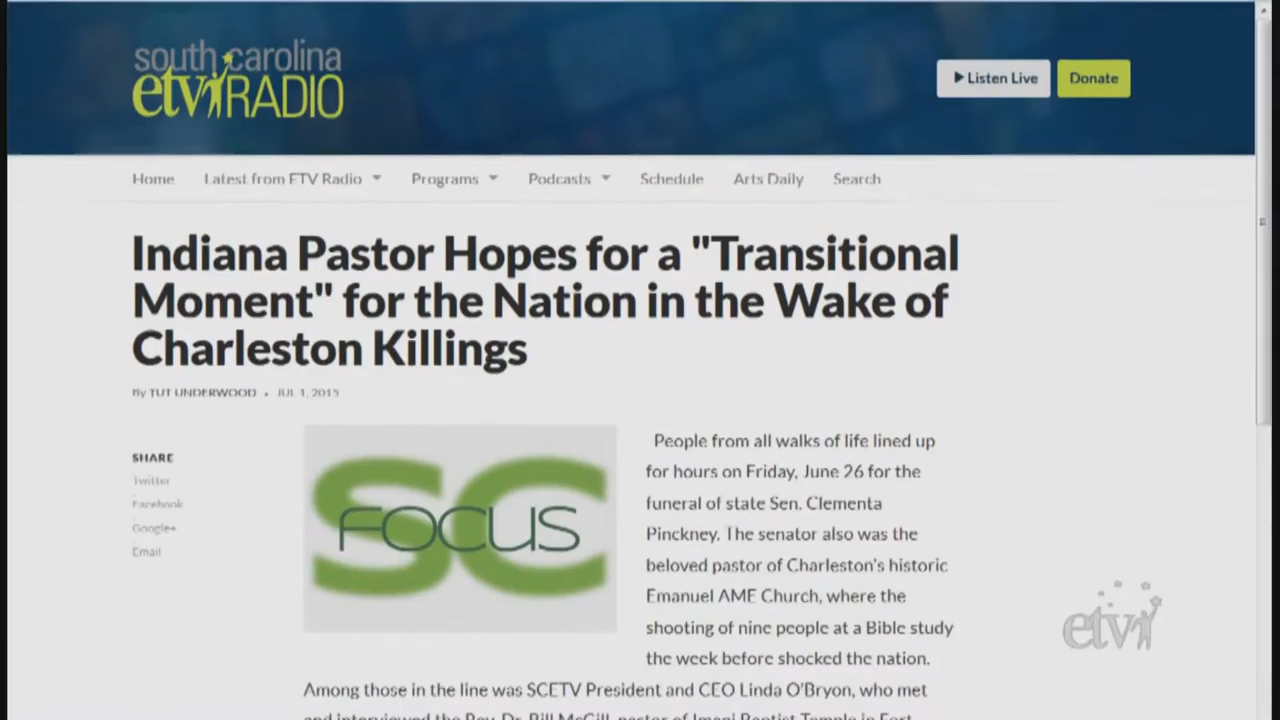 south carolina
etv RADIO
Listen Live
Donate
Home
Latest from ETV Radio
Programs
Podcasts
Schedule
Arts Daily
Search
Indiana Pastor Hopes for a "Transitional
Moment" for the Nation in the Wake of
Charleston Killings
By TUT UNDERWOOD • JUL 1, 2015
SHARE
Twitter
Facebook
Google+
Email
SC
FOCUS
People from all walks of life lined up
for hours on Friday, June 26 for the
funeral of state Sen. Clementa
Pinckney. The senator also was the
beloved pastor of Charleston's historic
Emanuel AME Church, where the
shooting of nine people at a Bible study
the week before shocked the nation.
etv
Among those in the line was SCETV President and CEO Linda O'Bryon, who met
and interviewed the Rev. Dr. Bill McGill, pastor of Imani Baptist Temple in Fort